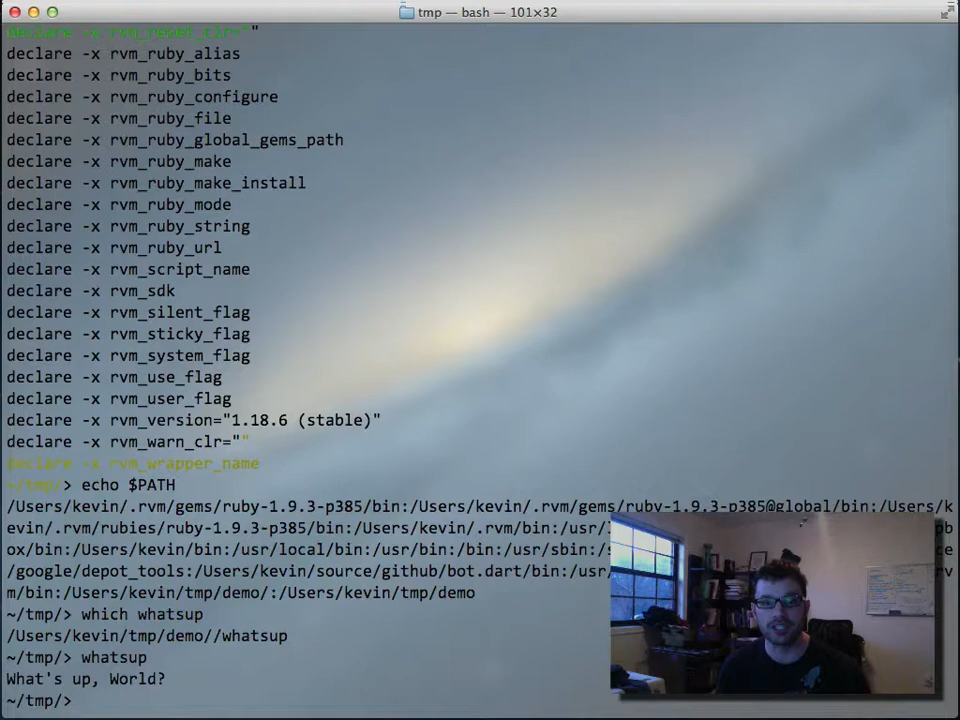 tmp — bash — 101×32
declare -x rvm_reset_clr=""
declare -x rvm_ruby_alias
declare -x rvm_ruby_bits
declare -x rvm_ruby_configure
declare -x rvm_ruby_file
declare -x rvm_ruby_global_gems_path
declare -x rvm_ruby_make
declare -x rvm_ruby_make_install
declare -x rvm_ruby_mode
declare -x rvm_ruby_string
declare -x rvm_ruby_url
declare -x rvm_script_name
declare -x rvm_sdk
declare -x rvm_silent_flag
declare -x rvm_sticky_flag
declare -x rvm_system_flag
declare -x rvm_use_flag
declare -x rvm_user_flag
declare -x rvm_version="1.18.6 (stable)"
declare -x rvm_warn_clr=""
declare -x rvm_wrapper_name
~/tmp/> echo $PATH
/Users/kevin/.rvm/gems/ruby-1.9.3-p385/bin:/Users/kevin/.rvm/gems/ruby-1.9.3-p385@global/bin:/Users/k
evin/.rvm/rubies/ruby-1.9.3-p385/bin:/Users/kevin/.rvm/bin:/usr/
ox/bin:/Users/kevin/bin:/usr/local/bin:/usr/bin:/bin:/usr/sbin:/
/google/depot_tools:/Users/kevin/source/github/bot.dart/bin:/usr/
m/bin:/Users/kevin/tmp/demo/:/Users/kevin/tmp/demo
~/tmp/> which whatsup
/Users/kevin/tmp/demo//whatsup
~/tmp/> whatsup
What's up, World?
~/tmp/>